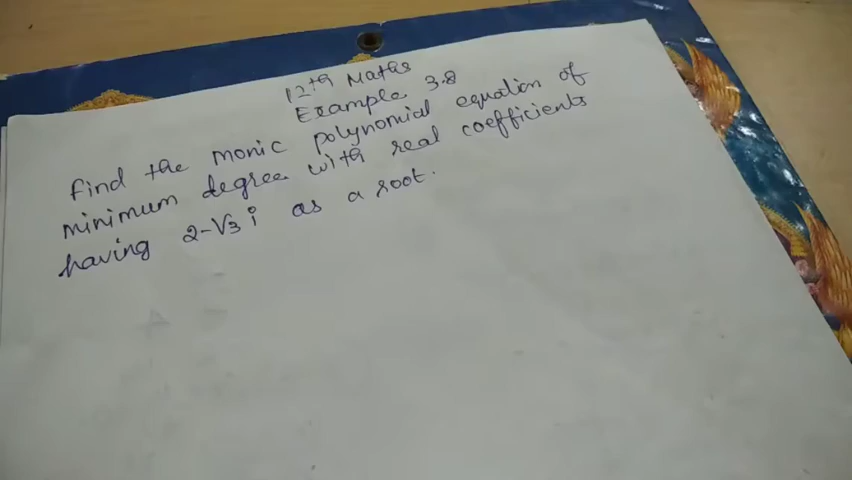 12th Maths
Example 3.8
Find the monic polynomial equation of
minimum degree with real coefficients
having 2-√3 i as a root.